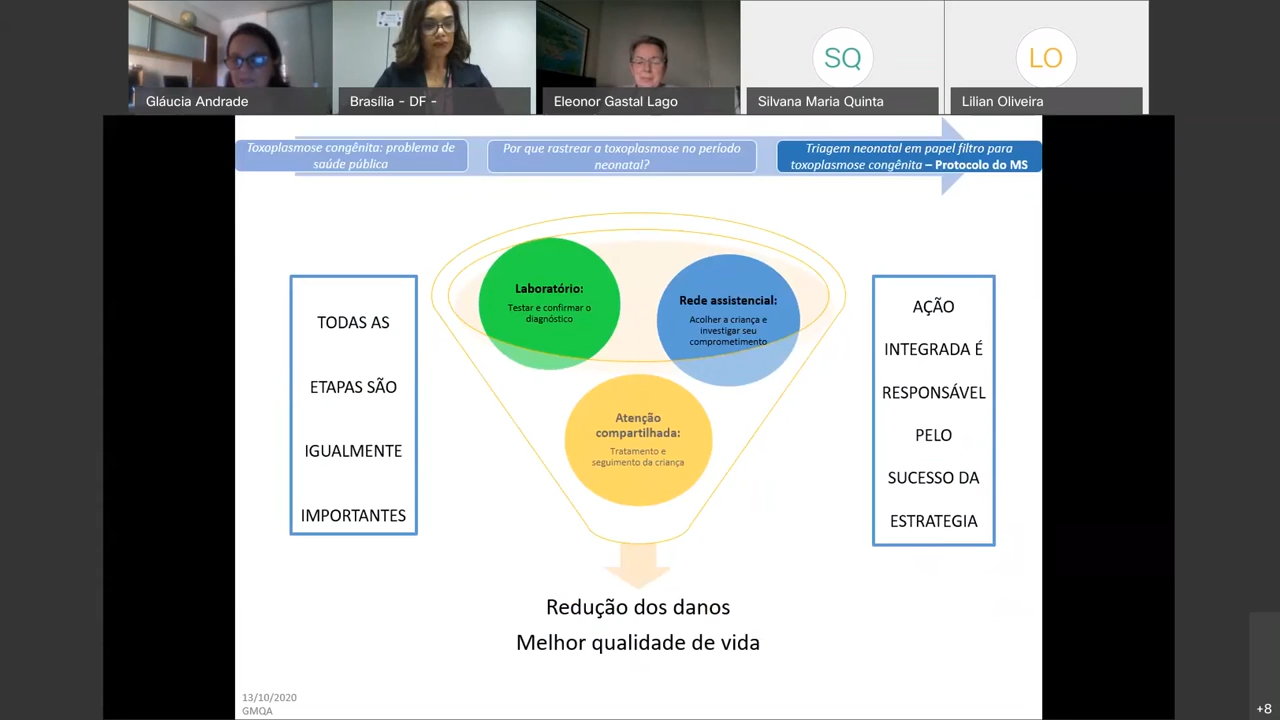 SQ
LO
Gláucia Andrade
Brasília - DF -
Eleonor Gastal Lago
Silvana Maria Quinta
Lilian Oliveira
Toxoplasmose congênita: problema de
saúde pública
Por que rastrear a toxoplasmose no período
neonatal?
Triagem neonatal em papel filtro para
toxoplasmose congênita – Protocolo do MS
TODAS AS
ETAPAS SÃO
IGUALMENTE
IMPORTANTES
Laboratório:
Testar e confirmar o
diagnóstico
Rede assistencial:
Acolher a criança e
investigar seu
comprometimento
Atenção
compartilhada:
Tratamento e
seguimento da criança
AÇÃO
INTEGRADA É
RESPONSÁVEL
PELO
SUCESSO DA
ESTRATEGIA
Redução dos danos
Melhor qualidade de vida
13/10/2020
GMQA
+8